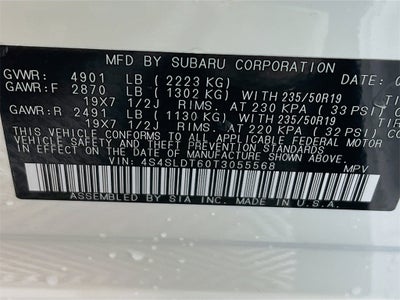 MFD BY SUBARU CORPORATION
GVWR: 4901 LB (2223 KG) DATE:
GAWR:F 2870 LB (1302 KG) WITH 235/50R19
19X7 1/2J RIMS. AT 230 KPA (33 PSI)
GAWR:R 2491 LB (1130 KG) WITH 235/50R19
19X7 1/2J RIMS. AT 220 KPA (32 PSI)
THIS VEHICLE CONFORMS TO ALL APPLICABLE FEDERAL MOTOR
VEHICLE SAFETY AND THEFT PREVENTION STANDARDS
IN EFFECT ON THE DATE OF MANUFACTURE SHOWN ABOVE.
VIN: 4S4SLDT60T3055568 MPV
ASSEMBLED BY SIA INC. MADE IN U.S.A.